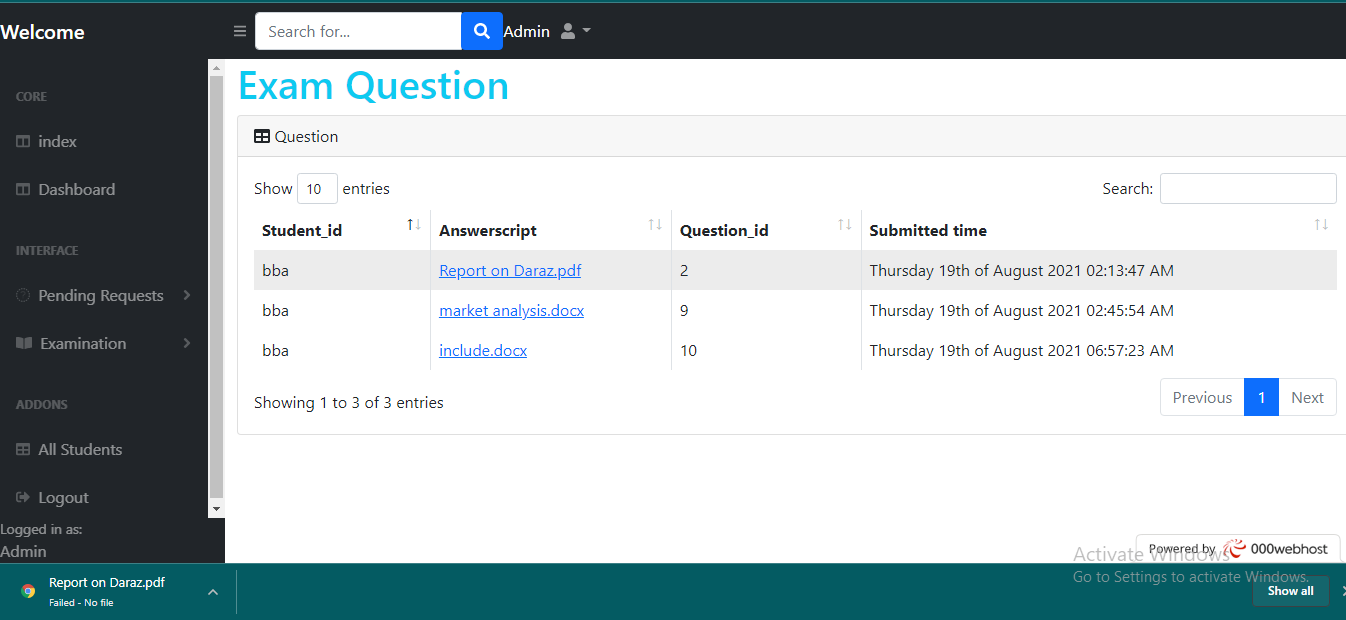 Welcome
Search for...
Admin
CORE
index
Dashboard
INTERFACE
Pending Requests
Examination
ADDONS
All Students
Logout
Logged in as:
Admin
Exam Question
Question
Show 10 entries
Search:
Student_id Answerscript Question_id Submitted time
bba Report on Daraz.pdf 2 Thursday 19th of August 2021 02:13:47 AM
bba market analysis.docx 9 Thursday 19th of August 2021 02:45:54 AM
bba include.docx 10 Thursday 19th of August 2021 06:57:23 AM
Showing 1 to 3 of 3 entries
Previous 1 Next
Powered by 000webhost
Activate Windows
Go to Settings to activate Windows.
Report on Daraz.pdf
Failed - No file
Show all